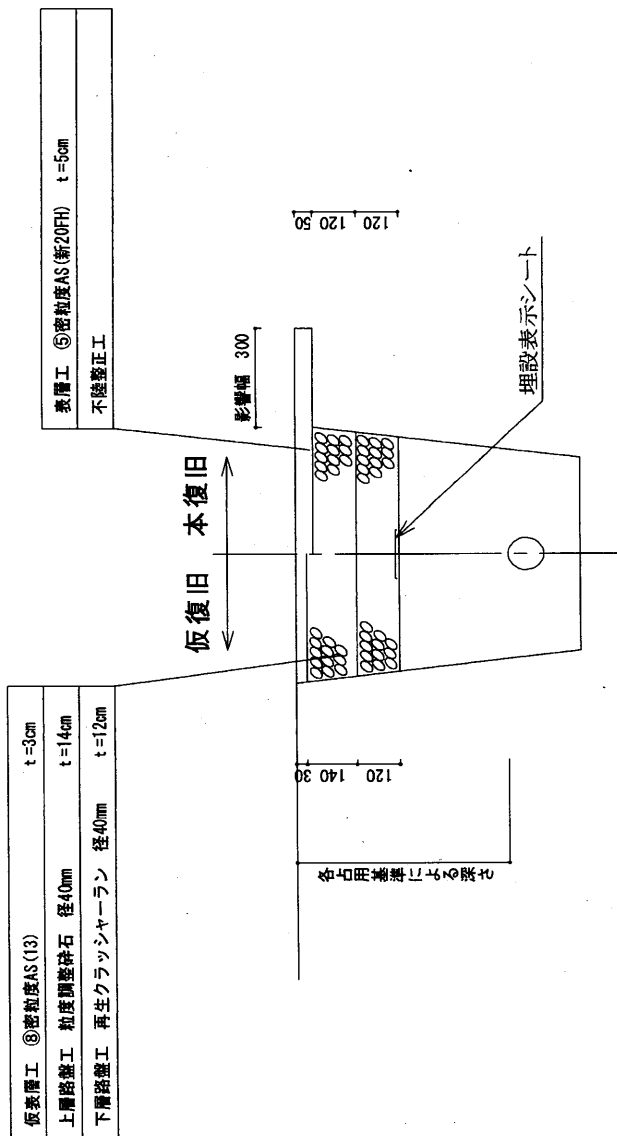 仮表層工 ⑧密粒度AS(13) t=3cm
上層路盤工 粒度調整砕石 径40mm t=14cm
下層路盤工 再生クラッシャーラン 径40mm t=12cm
表層工 ⑤密粒度AS(新20FH) t=5cm
不陸整正工
仮復旧 本復旧
影響幅 300
30 140 120
50 120 120
各占用基準による深さ
埋設表示シート